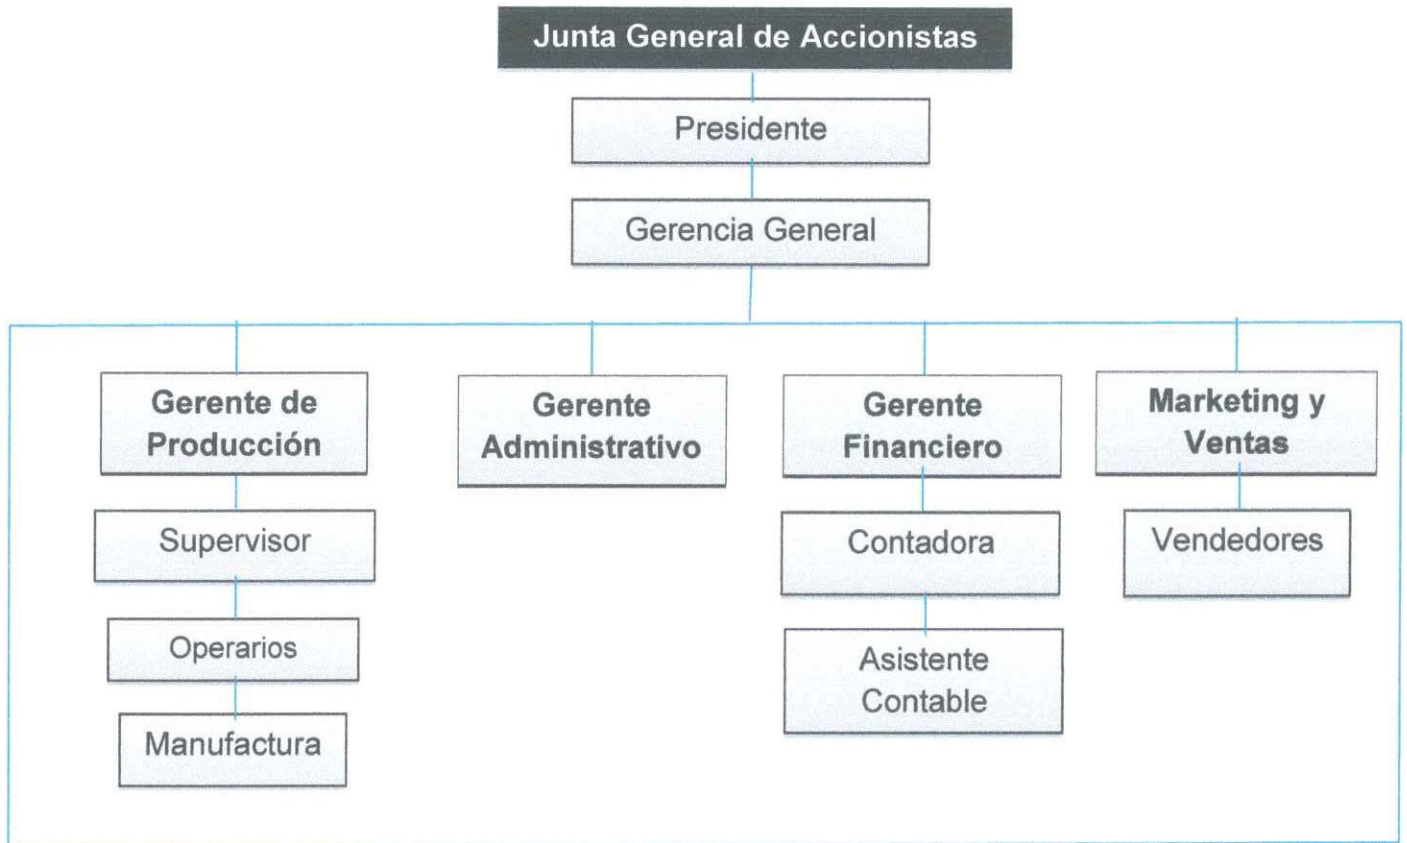 Junta General de Accionistas
Presidente
Gerencia General
Gerente de
Producción
Gerente
Administrativo
Gerente
Financiero
Marketing y
Ventas
Supervisor
Contadora
Vendedores
Operarios
Asistente
Contable
Manufactura